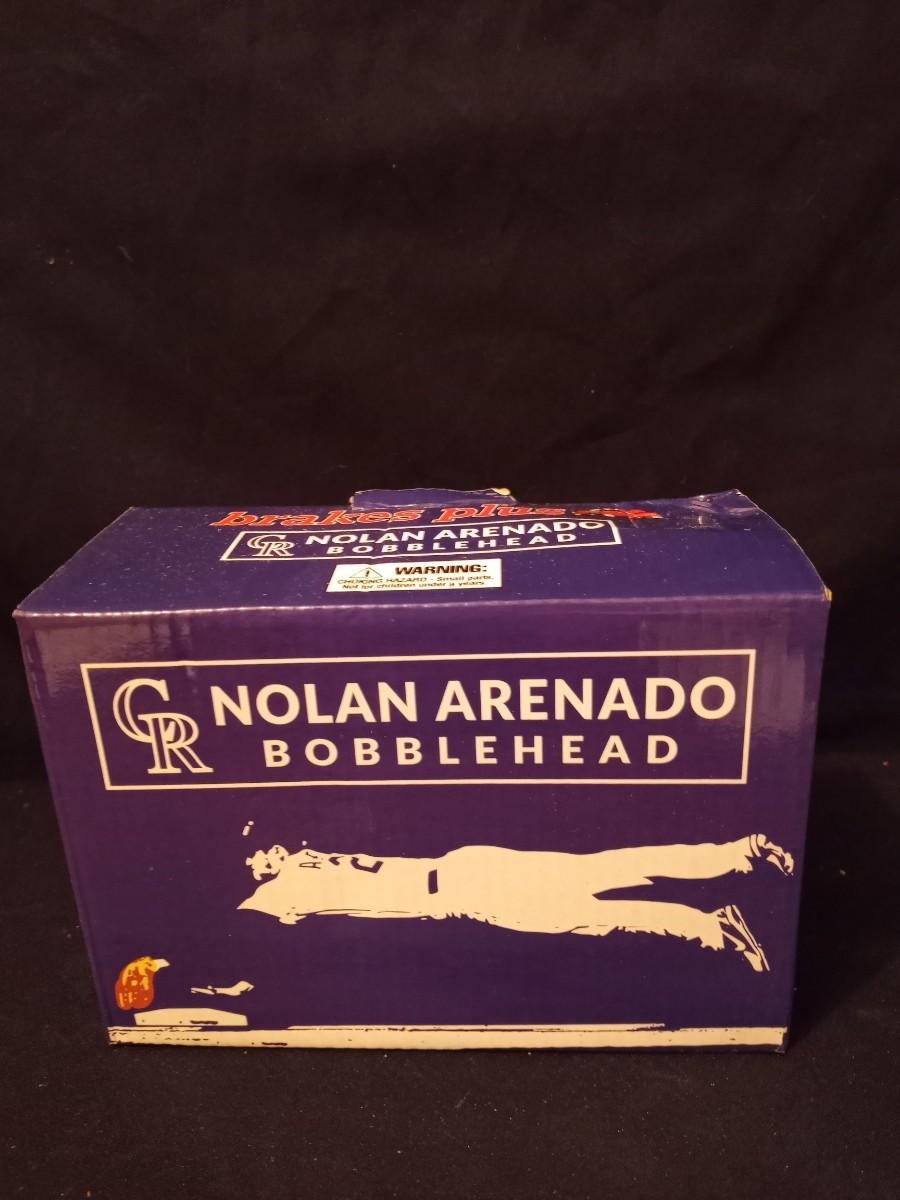 brakes plus
CR NOLAN ARENADO
BOBBLEHEAD
WARNING:
CHOKING HAZARD - Small parts.
Not for children under 3 years.
CR NOLAN ARENADO
BOBBLEHEAD